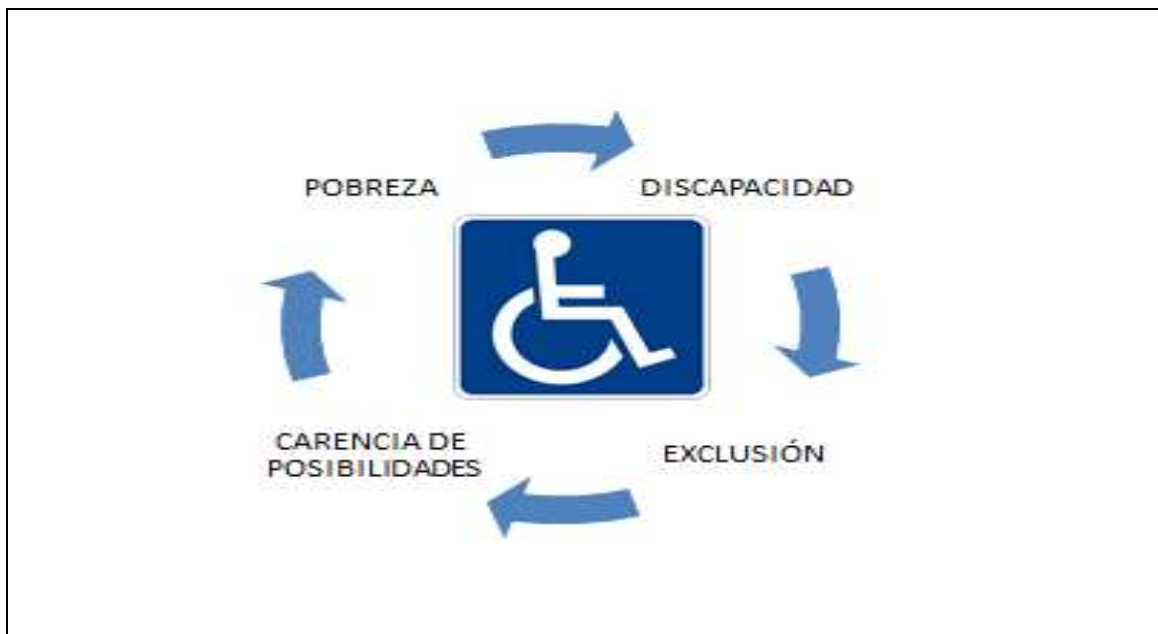 POBREZA
DISCAPACIDAD
CARENCIA DE
POSIBILIDADES
EXCLUSIÓN